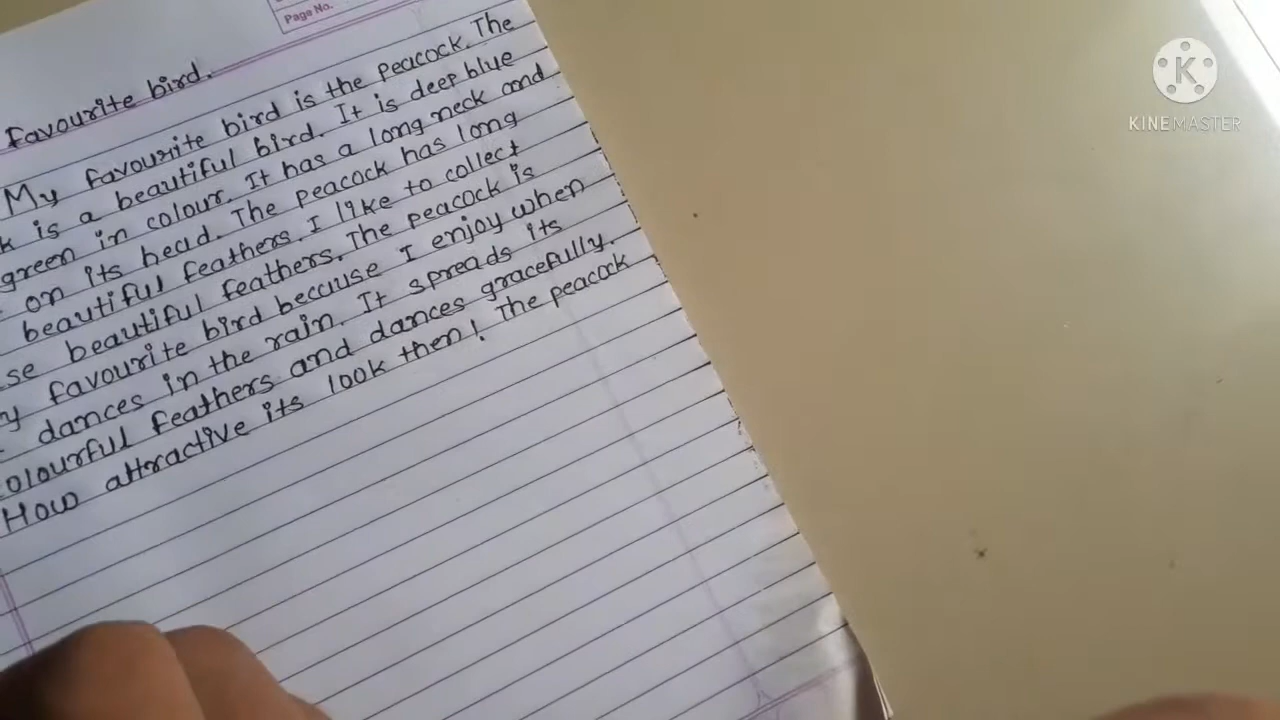 Page No.
Favourite bird.
My favourite bird is the peacock. The
k is a beautiful bird. It is deep blue
green in colour. It has a long neck and
on its head. The peacock has long
beautiful feathers. I like to collect
se beautiful feathers. The peacock is
y favourite bird because I enjoy when
dances in the rain. It spreads its
olourful feathers and dances gracefully.
How attractive its look then! The peacock
KINEMASTER